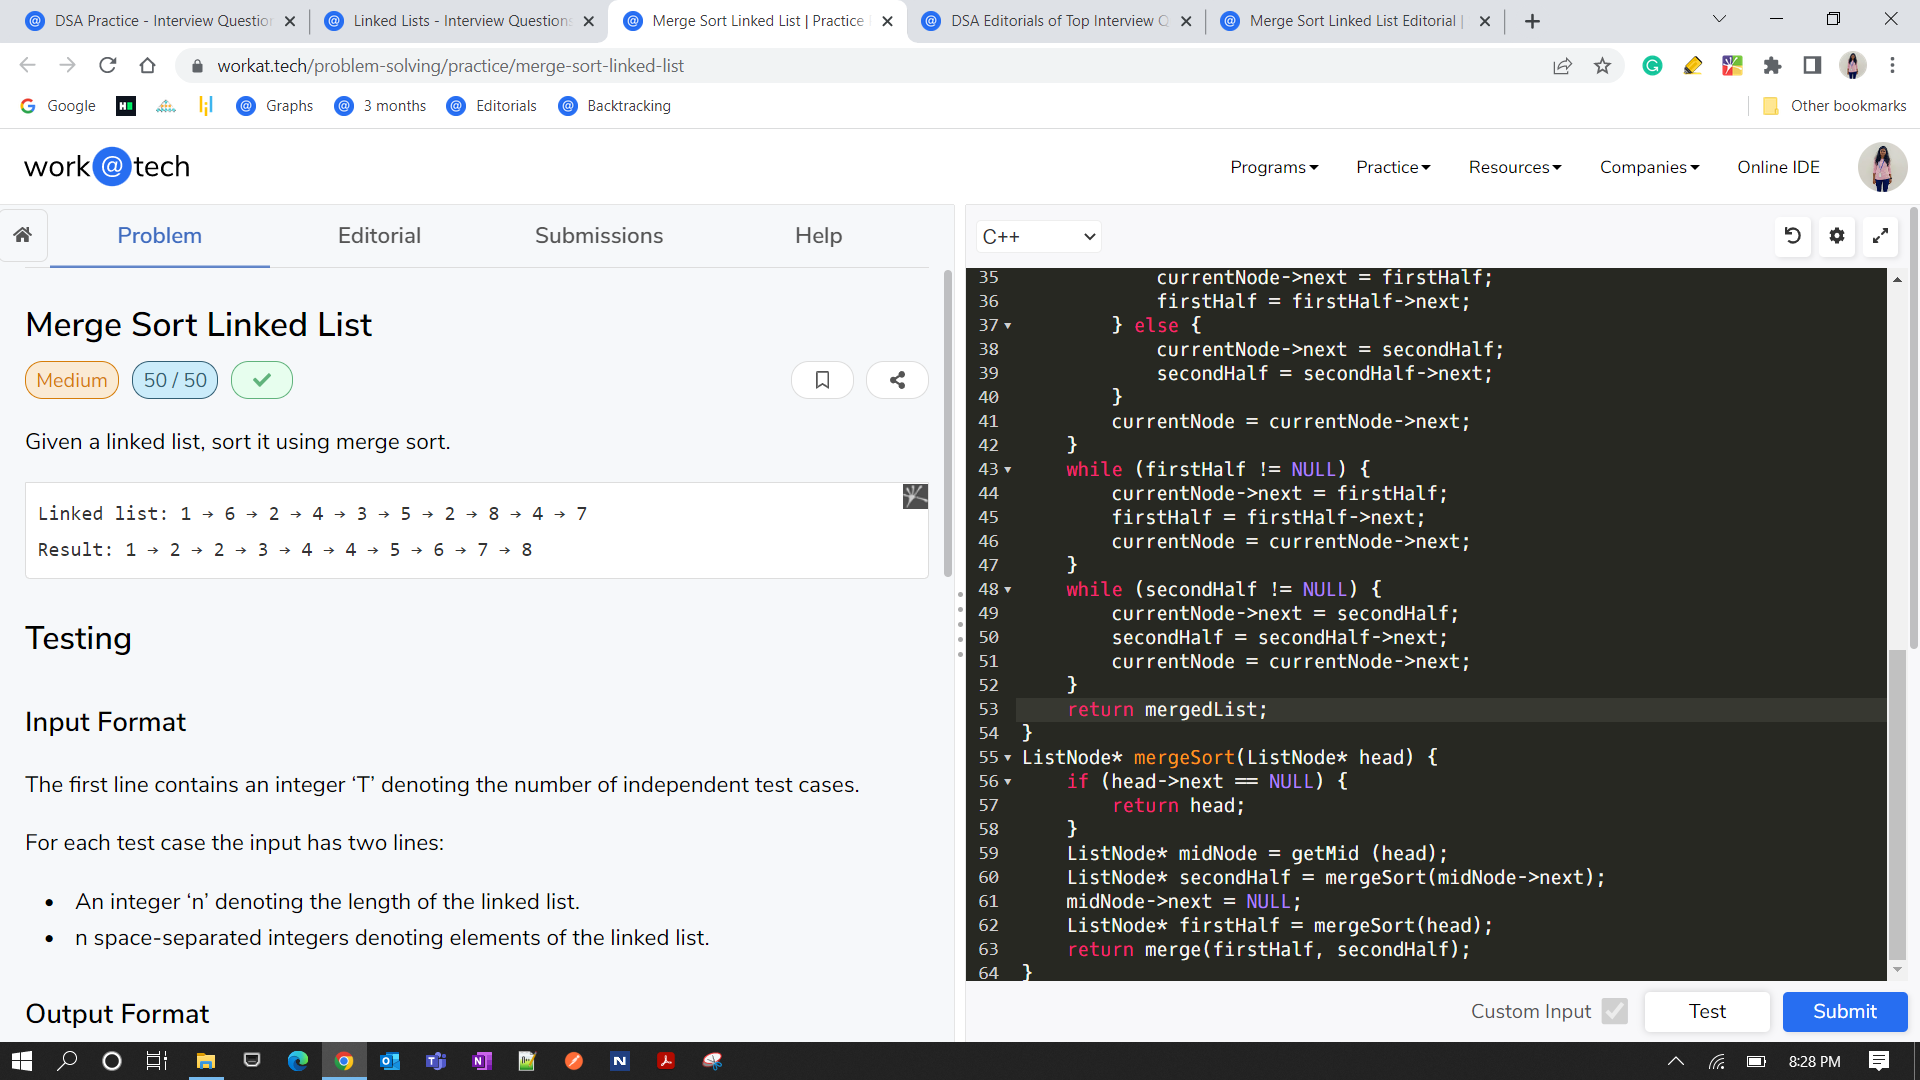 DSA Practice - Interview Question
Linked Lists - Interview Questions
Merge Sort Linked List | Practice
DSA Editorials of Top Interview Q
Merge Sort Linked List Editorial |
workat.tech/problem-solving/practice/merge-sort-linked-list
Google
Graphs
3 months
Editorials
Backtracking
Other bookmarks
work@tech
Programs
Practice
Resources
Companies
Online IDE
Problem
Editorial
Submissions
Help
C++
Merge Sort Linked List
Medium
50 / 50
Given a linked list, sort it using merge sort.
Linked list: 1 → 6 → 2 → 4 → 3 → 5 → 2 → 8 → 4 → 7
Result: 1 → 2 → 2 → 3 → 4 → 4 → 5 → 6 → 7 → 8
Testing
Input Format
The first line contains an integer ‘T’ denoting the number of independent test cases.
For each test case the input has two lines:
• An integer ‘n’ denoting the length of the linked list.
• n space-separated integers denoting elements of the linked list.
Output Format
35 currentNode->next = firstHalf;
36 firstHalf = firstHalf->next;
37 } else {
38 currentNode->next = secondHalf;
39 secondHalf = secondHalf->next;
40 }
41 currentNode = currentNode->next;
42 }
43 while (firstHalf != NULL) {
44 currentNode->next = firstHalf;
45 firstHalf = firstHalf->next;
46 currentNode = currentNode->next;
47 }
48 while (secondHalf != NULL) {
49 currentNode->next = secondHalf;
50 secondHalf = secondHalf->next;
51 currentNode = currentNode->next;
52 }
53 return mergedList;
54 }
55 ListNode* mergeSort(ListNode* head) {
56 if (head->next == NULL) {
57 return head;
58 }
59 ListNode* midNode = getMid (head);
60 ListNode* secondHalf = mergeSort(midNode->next);
61 midNode->next = NULL;
62 ListNode* firstHalf = mergeSort(head);
63 return merge(firstHalf, secondHalf);
64 }
Custom Input
Test
Submit
8:28 PM